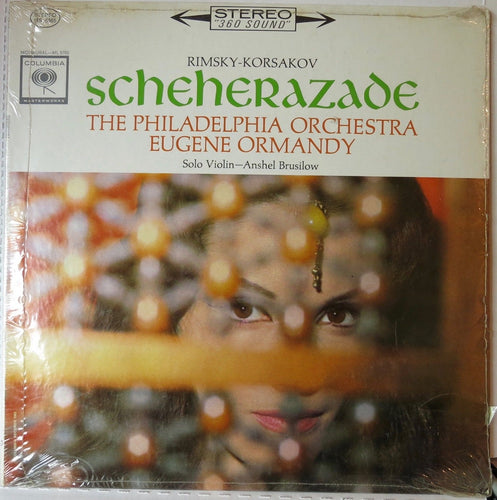 STEREO
"360 SOUND"
COLUMBIA
MASTERWORKS
RIMSKY-KORSAKOV
Scheherazade
THE PHILADELPHIA ORCHESTRA
EUGENE ORMANDY
Solo Violin—Anshel Brusilow